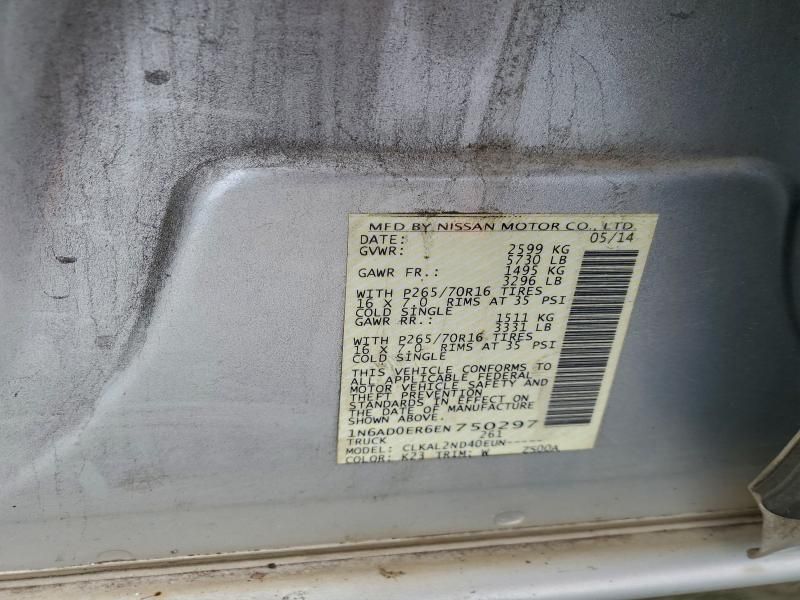 MFD BY NISSAN MOTOR CO., LTD.
DATE: 05/14
GVWR: 2599 KG
5730 LB
GAWR FR.: 1495 KG
3296 LB
WITH P265/70R16 TIRES
16 X 7.0 RIMS AT 35 PSI
COLD SINGLE
GAWR RR.: 1511 KG
3331 LB
WITH P265/70R16 TIRES
16 X 7.0 RIMS AT 35 PSI
COLD SINGLE
THIS VEHICLE CONFORMS TO
ALL APPLICABLE FEDERAL
MOTOR VEHICLE SAFETY AND
THEFT PREVENTION
STANDARDS IN EFFECT ON
THE DATE OF MANUFACTURE
SHOWN ABOVE.
1N6AD0ER6EN750297
TRUCK 261
MODEL: CLKAL2ND40EUN-----
COLOR: K23 TRIM: W ZS00A